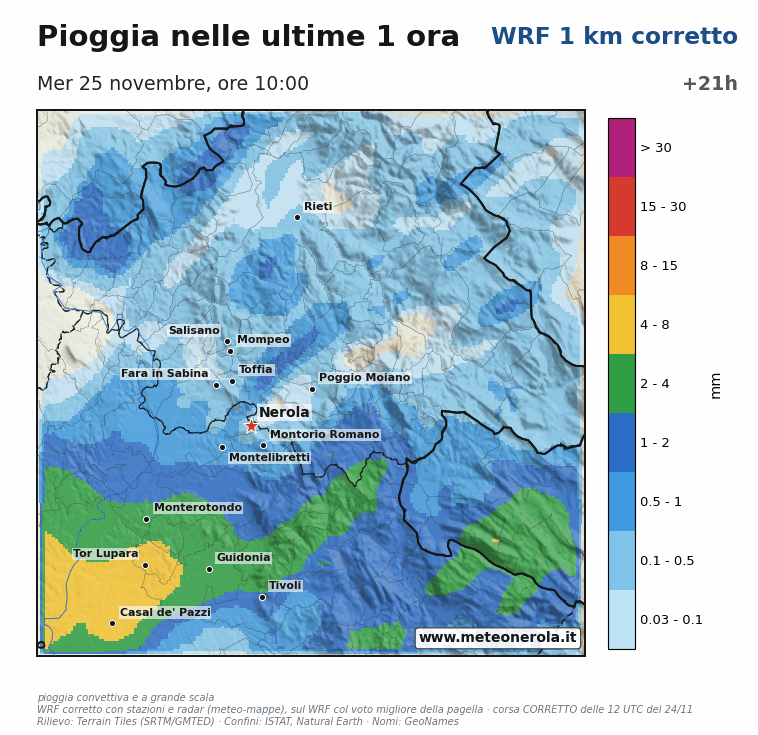 Pioggia nelle ultime 1 ora
WRF 1 km corretto
Mer 25 novembre, ore 10:00
+21h
Rieti
Salisano
Mompeo
Fara in Sabina
Toffia
Poggio Moiano
Nerola
Montorio Romano
Montelibretti
Monterotondo
Tor Lupara
Guidonia
Tivoli
Casal de' Pazzi
www.meteonerola.it
> 30
15 - 30
8 - 15
4 - 8
2 - 4
1 - 2
0.5 - 1
0.1 - 0.5
0.03 - 0.1
mm
pioggia convettiva e a grande scala
WRF corretto con stazioni e radar (meteo-mappe), sul WRF col voto migliore della pagella · corsa CORRETTO delle 12 UTC del 24/11
Rilievo: Terrain Tiles (SRTM/GMTED) · Confini: ISTAT, Natural Earth · Nomi: GeoNames